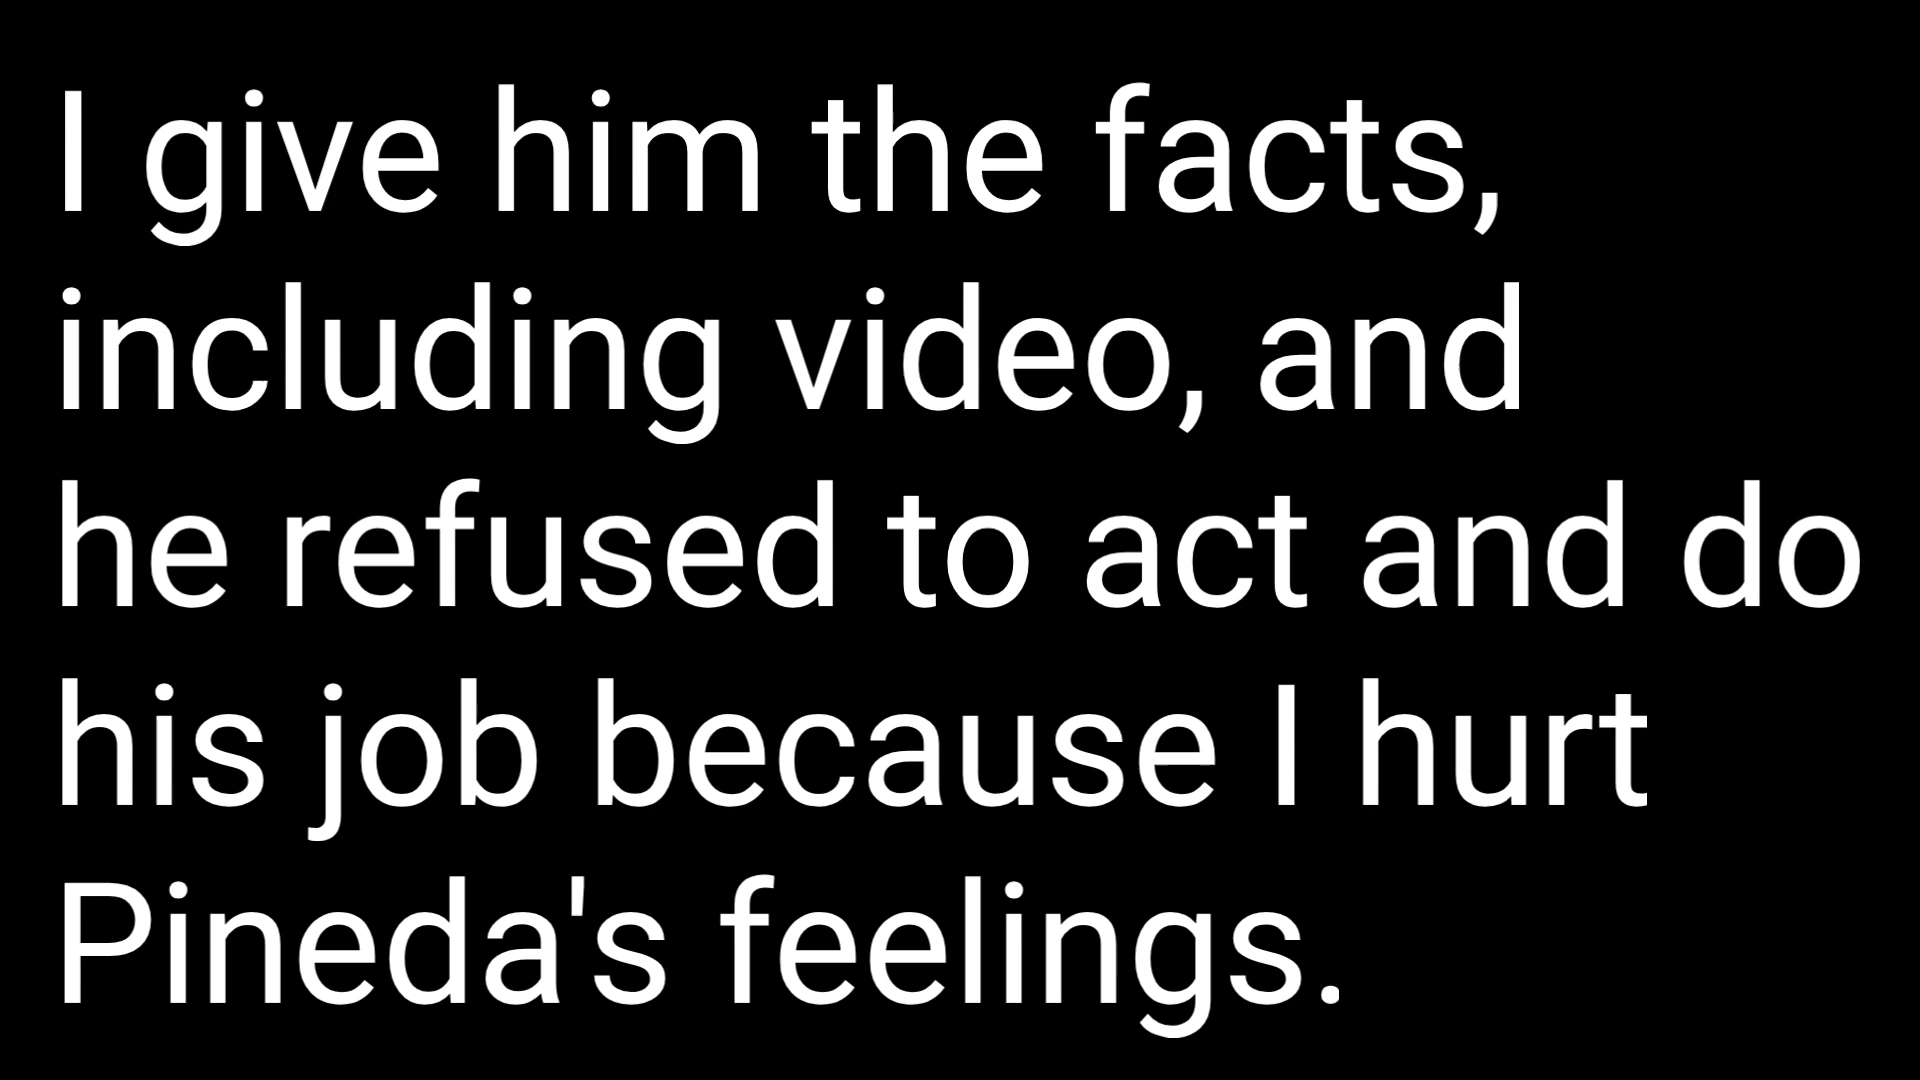 I give him the facts,
including video, and
he refused to act and do
his job because I hurt
Pineda's feelings.